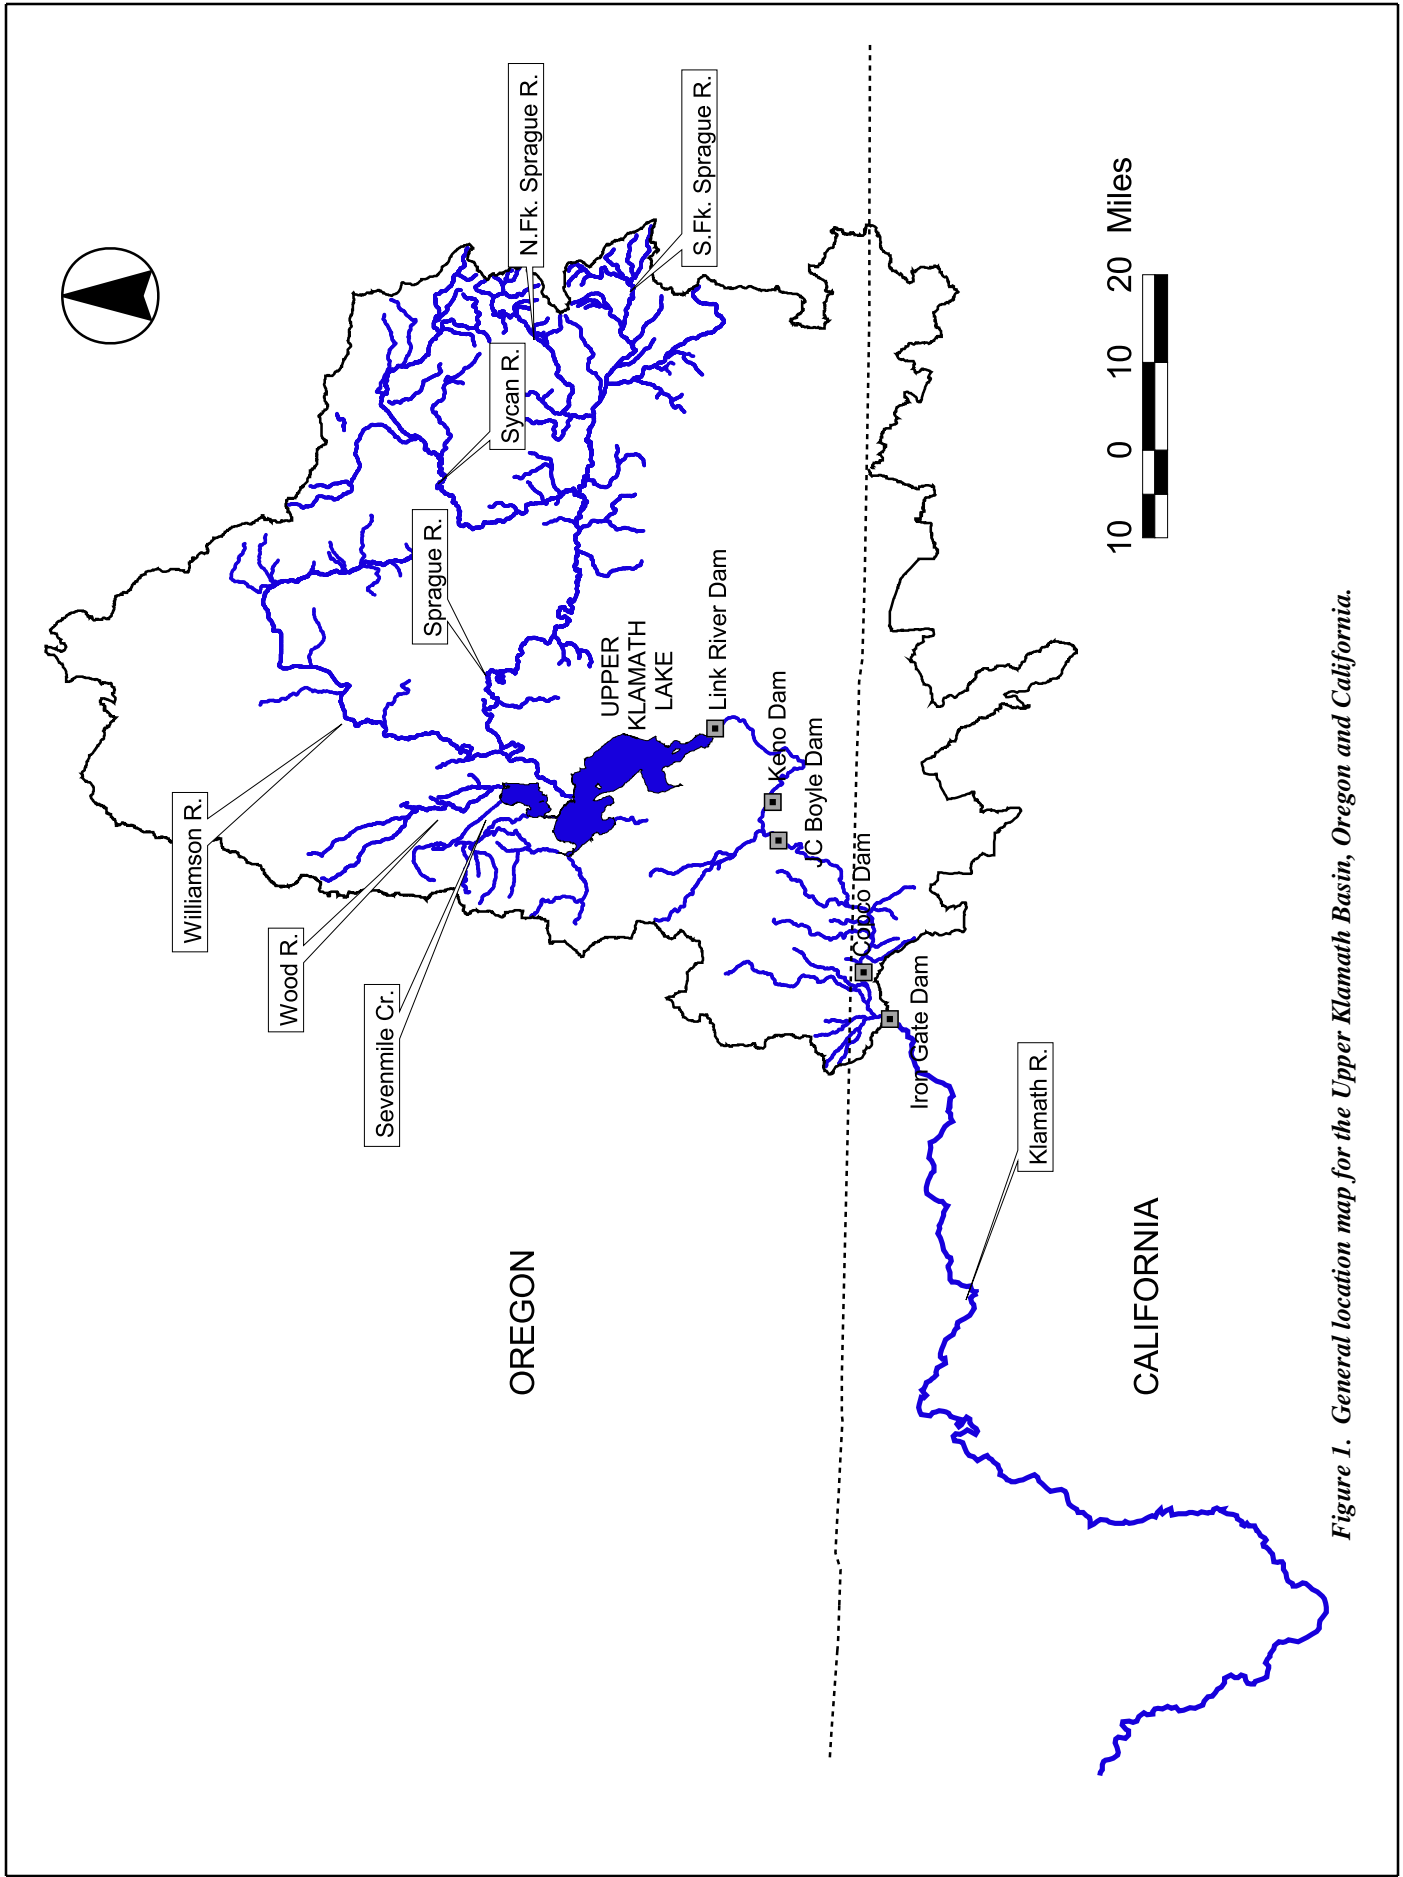 Williamson R.
Wood R.
Sevenmile Cr.
Sprague R.
Sycan R.
N.Fk. Sprague R.
S.Fk. Sprague R.
UPPER
KLAMATH
LAKE
Link River Dam
Keno Dam
JC Boyle Dam
Copco Dam
Iron Gate Dam
Klamath R.
OREGON
CALIFORNIA
10 0 10 20 Miles
Figure 1. General location map for the Upper Klamath Basin, Oregon and California.